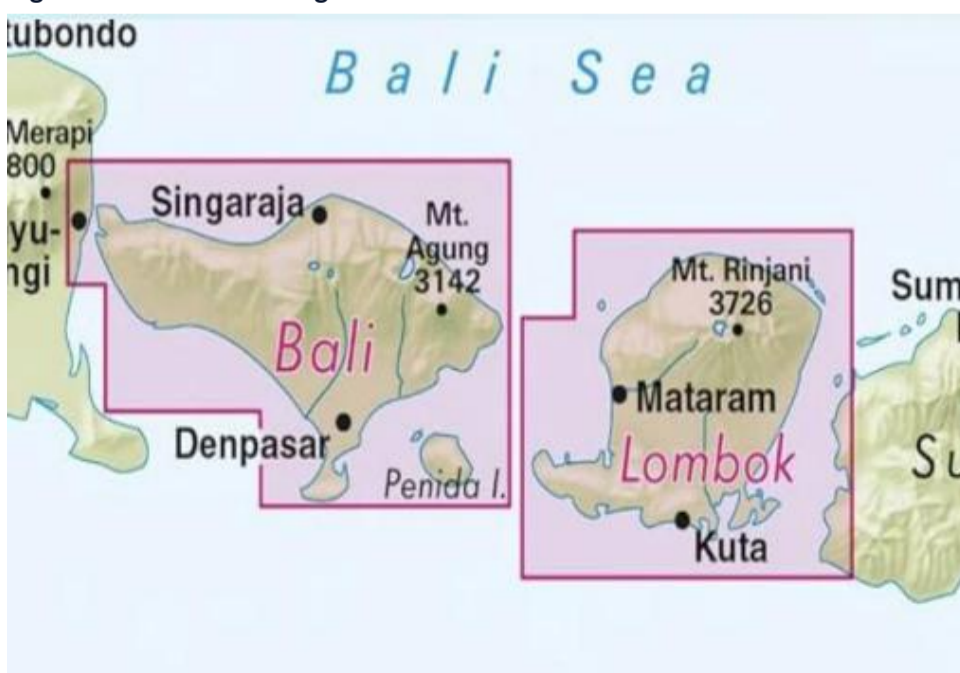 tubondo
Bali Sea
Merapi
800
Singaraja
Mt.
Agung
3142
yu-
ngi
Mt. Rinjani
3726
Sum
Bali
Mataram
Denpasar
Lombok
Su
Penida I.
Kuta